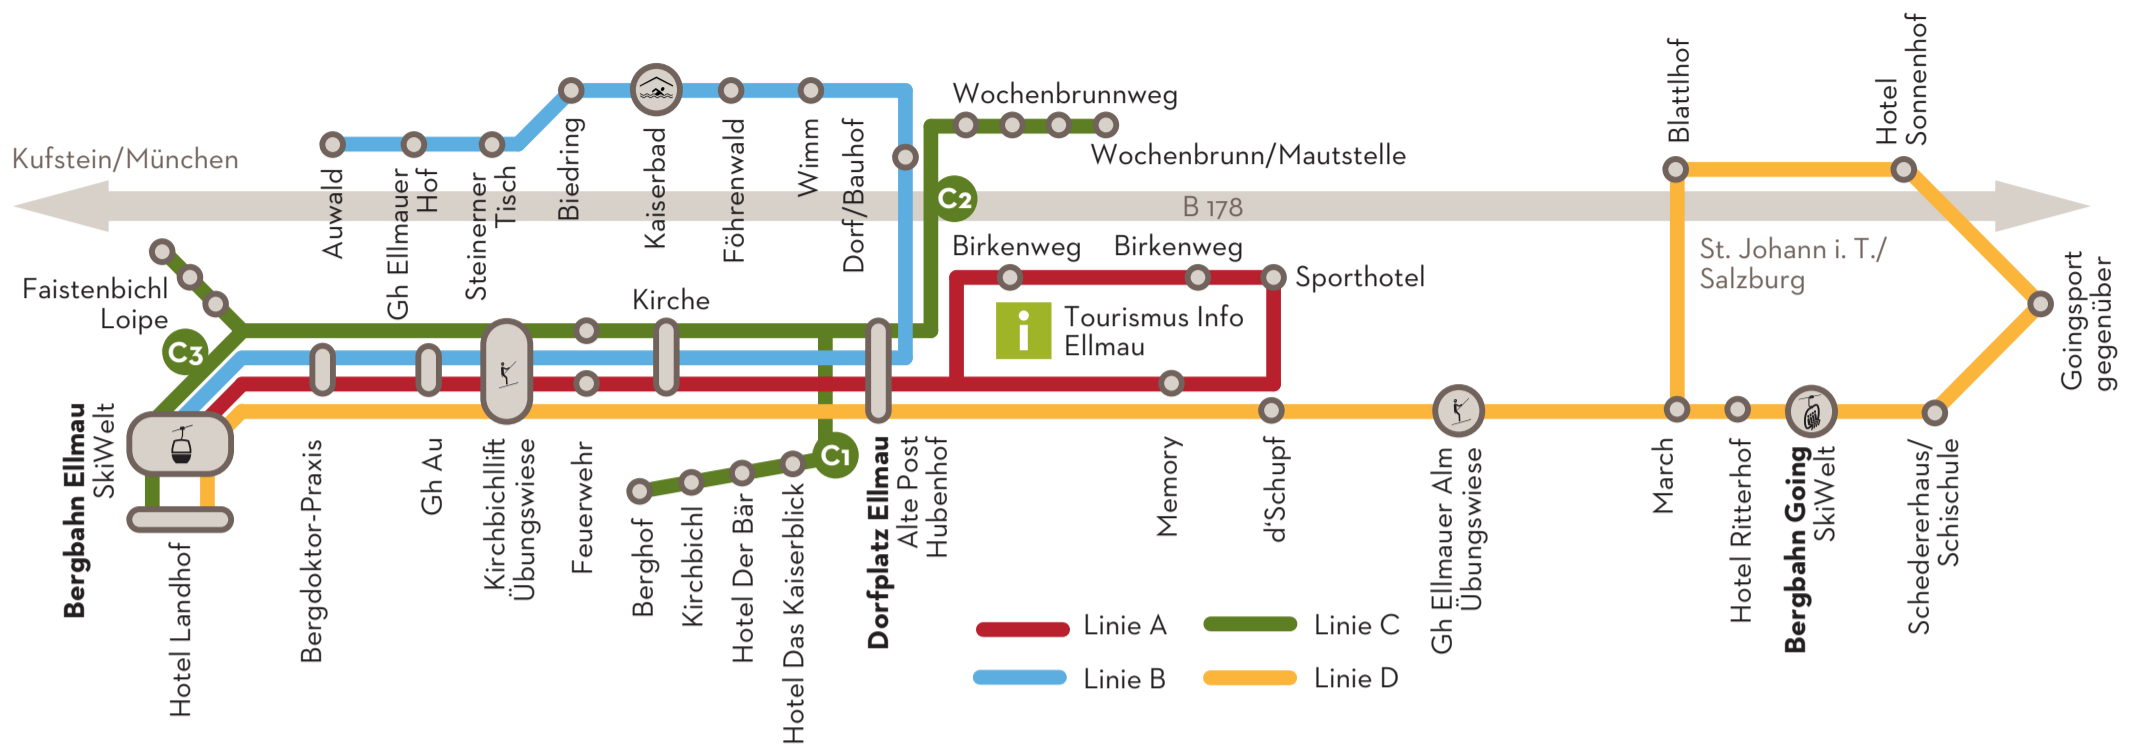 Kufstein/München
Auwald
Gh Ellmauer
Hof
Steinerner
Tisch
Biedring
Kaiserbad
Föhrenwald
Wimm
Dorf/Bauhof
Wochenbrunnweg
Wochenbrunn/Mautstelle
C2
B 178
Blattlhof
Hotel
Sonnenhof
St. Johann i. T./
Salzburg
Goingsport
gegenüber
Faistenbichl
Loipe
C3
Kirche
Birkenweg
Birkenweg
Sporthotel
i
Tourismus Info
Ellmau
Bergbahn Ellmau
SkiWelt
Hotel Landhof
Bergdoktor-Praxis
Gh Au
Kirchbichllift
Übungswiese
Feuerwehr
Berghof
Kirchbichl
Hotel Der Bär
Hotel Das Kaiserblick
C1
Dorfplatz Ellmau
Alte Post
Hubenhof
Memory
d'Schupf
Gh Ellmauer Alm
Übungswiese
March
Hotel Ritterhof
Bergbahn Going
SkiWelt
Schedererhaus/
Schischule
Linie A
Linie C
Linie B
Linie D